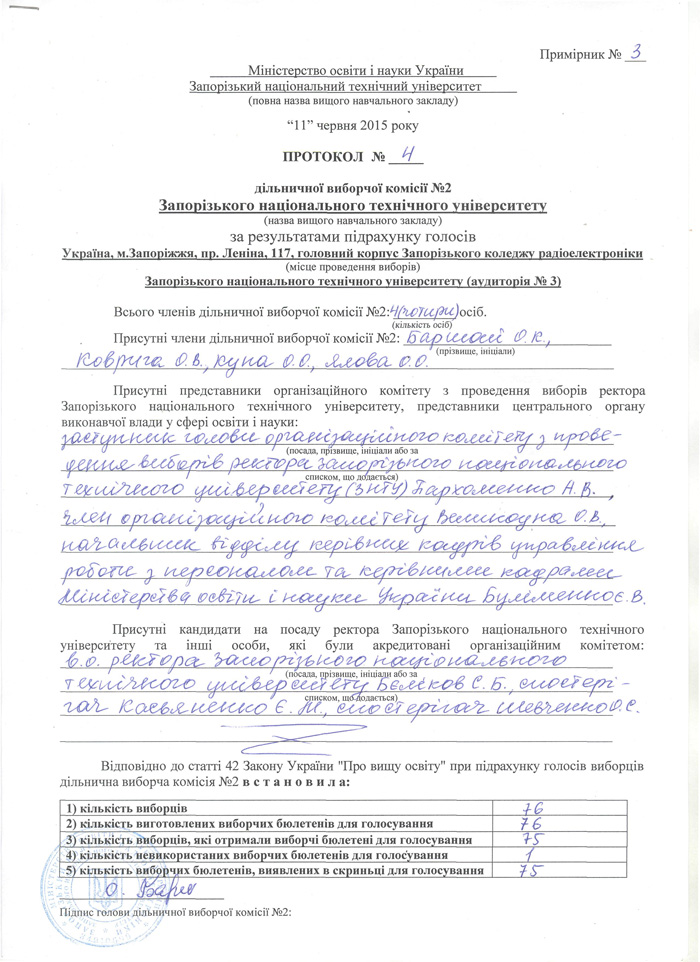 Примірник № 3
Міністерство освіти і науки України
Запорізький національний технічний університет
(повна назва вищого навчального закладу)
“11” червня 2015 року
ПРОТОКОЛ № 4
дільничної виборчої комісії №2
Запорізького національного технічного університету
(назва вищого навчального закладу)
за результатами підрахунку голосів
Україна, м.Запоріжжя, пр. Леніна, 117, головний корпус Запорізького коледжу радіоелектроніки
(місце проведення виборів)
Запорізького національного технічного університету (аудиторія № 3)
Всього членів дільничної виборчої комісії №2: 4(чотири) осіб.
(кількість осіб)
Присутні члени дільничної виборчої комісії №2: О.К.,
(прізвище, ініціали)
Коврига О.В., Купа О.О., Ялова О.О.
Присутні представники організаційного комітету з проведення виборів ректора
Запорізького національного технічного університету, представники центрального органу
виконавчої влади у сфері освіти і науки:
заступник голови організаційного комітету з прове-
(посада, прізвище, ініціали або за
дення виборів ректора Запорізького національного
списком, що додається)
технічного університету (ЗНТУ) Пархоменко Н.В.,
член організаційного комітету О.В.,
начальник відділу керівних кадрів управління
роботи з персоналом та керівними кадрами
Міністерства освіти і науки України Буліменко Є.В.
Присутні кандидати на посаду ректора Запорізького національного технічного
університету та інші особи, які були акредитовані організаційним комітетом:
в.о. ректора Запорізького національного
(посада, прізвище, ініціали або за
технічного університету Бєліков С.Б., спостері-
списком, що додається)
гач Касьяненко Є.М., спостерігач Шевченко О.С.
Відповідно до статті 42 Закону України "Про вищу освіту" при підрахунку голосів виборців
дільнична виборча комісія №2 в с т а н о в и л а:
1) кількість виборців 76
2) кількість виготовлених виборчих бюлетенів для голосування 76
3) кількість виборців, які отримали виборчі бюлетені для голосування 75
4) кількість невикористаних виборчих бюлетенів для голосування 1
5) кількість виборчих бюлетенів, виявлених в скриньці для голосування 75
Підпис голови дільничної виборчої комісії №2: